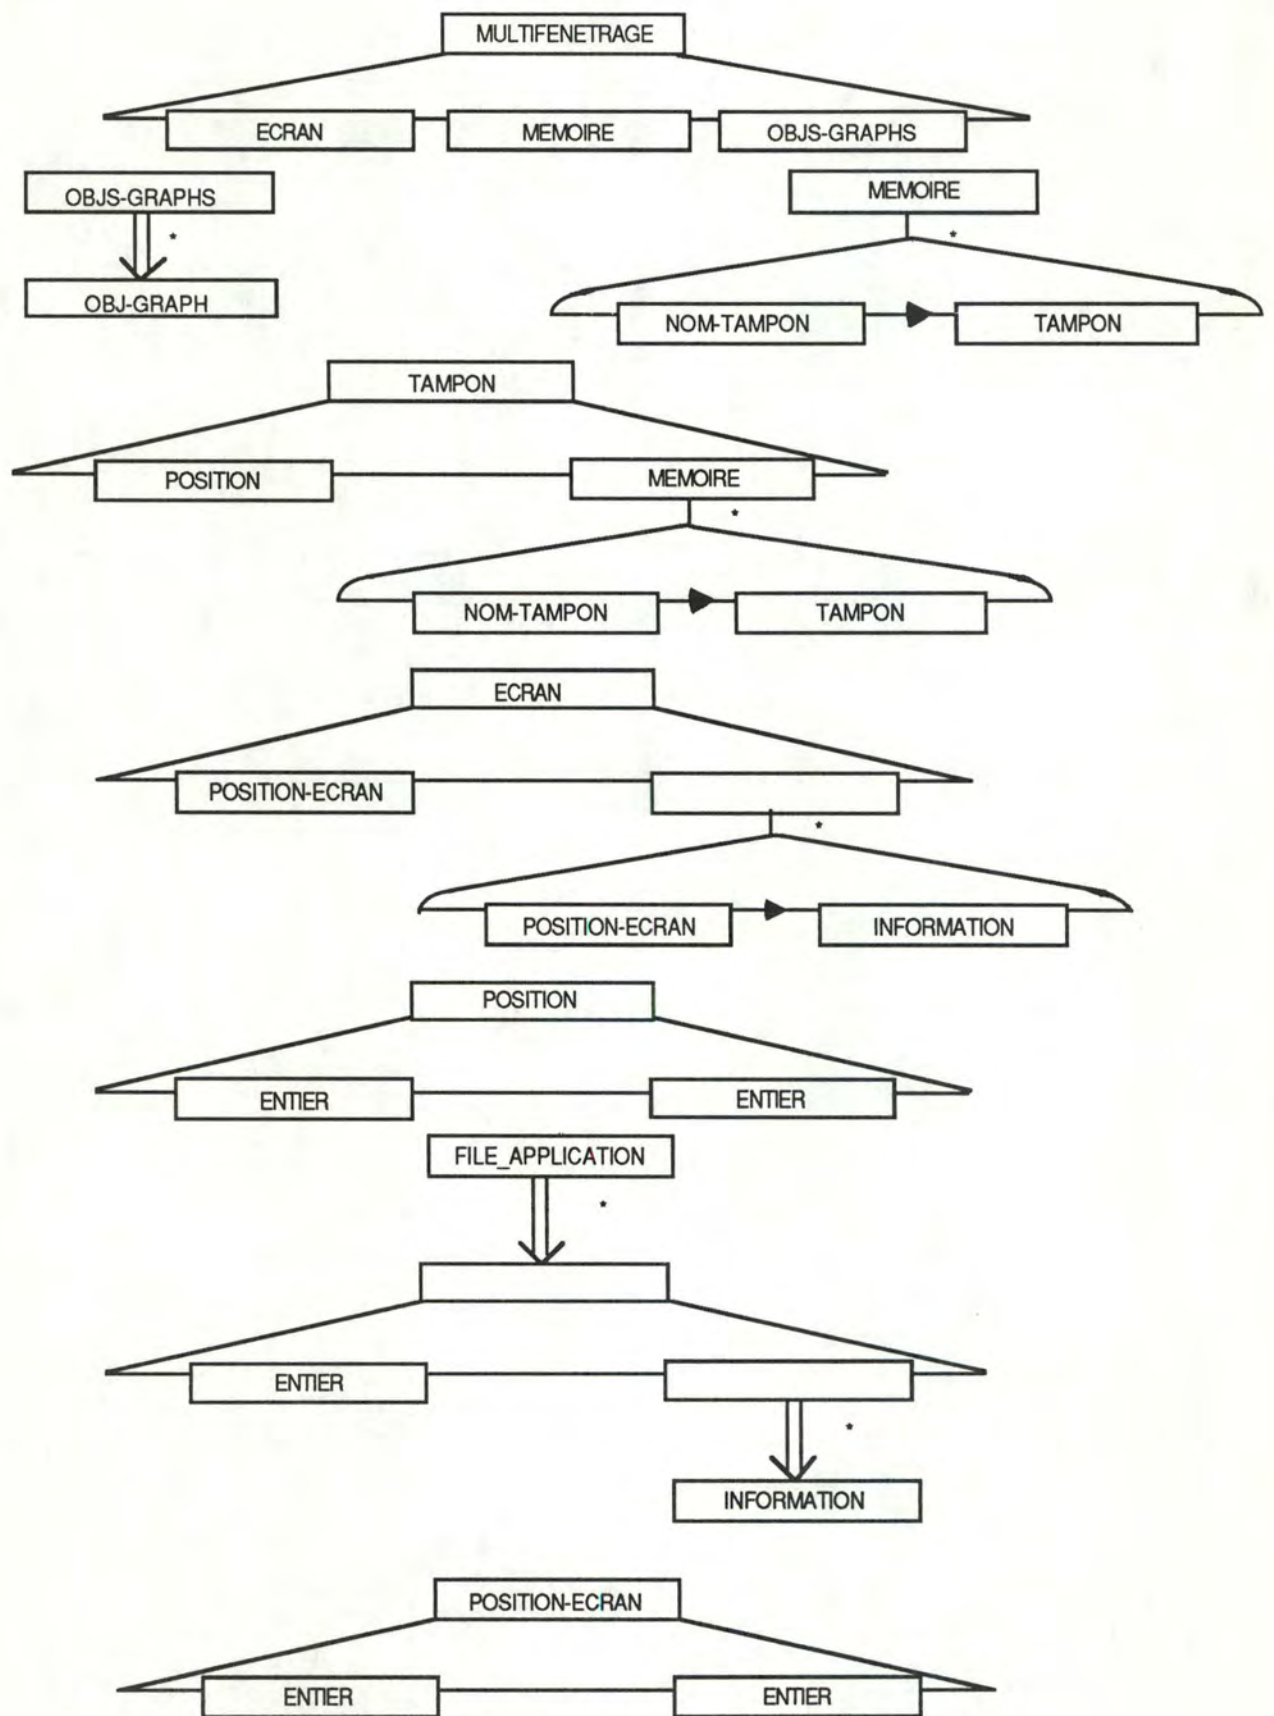 MULTIFENETRAGE
ECRAN MEMOIRE OBJS-GRAPHS
OBJS-GRAPHS MEMOIRE
*
*
OBJ-GRAPH
NOM-TAMPON TAMPON
TAMPON
POSITION MEMOIRE
*
NOM-TAMPON TAMPON
ECRAN
POSITION-ECRAN
*
POSITION-ECRAN INFORMATION
POSITION
ENTIER ENTIER
FILE_APPLICATION
*
ENTIER
*
INFORMATION
POSITION-ECRAN
ENTIER ENTIER